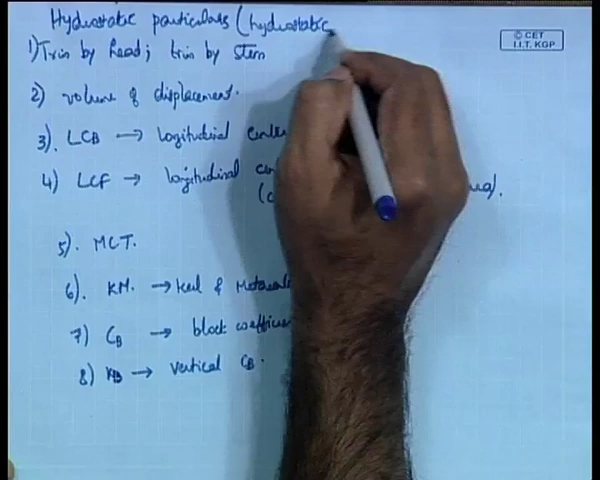 Hydrostatic particulars (hydrostatic
1) Trim by head; trim by stern
2) volume of displacement.
3). LCB → longitudinal
4) LCF → longitudinal
5). MCT.
6). KM. → keel &
7) CB → block
8) KB → vertical CB.
© CET
I.I.T. KGP